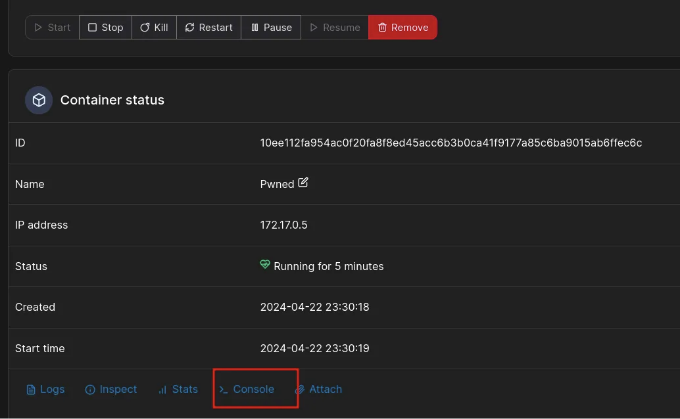 Start Stop Kill Restart Pause Resume Remove
Container status
ID 10ee112fa954ac0f20fa8f8ed45acc6b3b0ca41f9177a85c6ba9015ab6ffec6c
Name Pwned
IP address 172.17.0.5
Status Running for 5 minutes
Created 2024-04-22 23:30:18
Start time 2024-04-22 23:30:19
Logs Inspect Stats >_ Console Attach